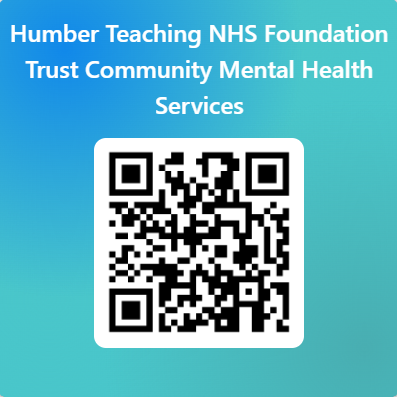 Humber Teaching NHS Foundation
Trust Community Mental Health
Services